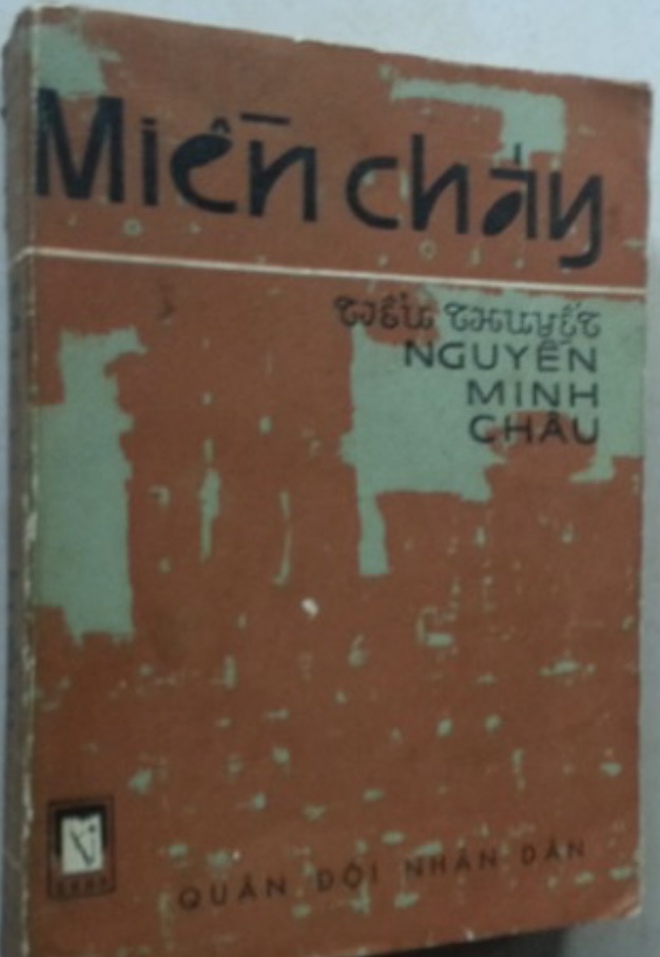 Miền cháy
Tiểu thuyết
NGUYỄN
MINH
CHÂU
QUÂN ĐỘI NHÂN DÂN